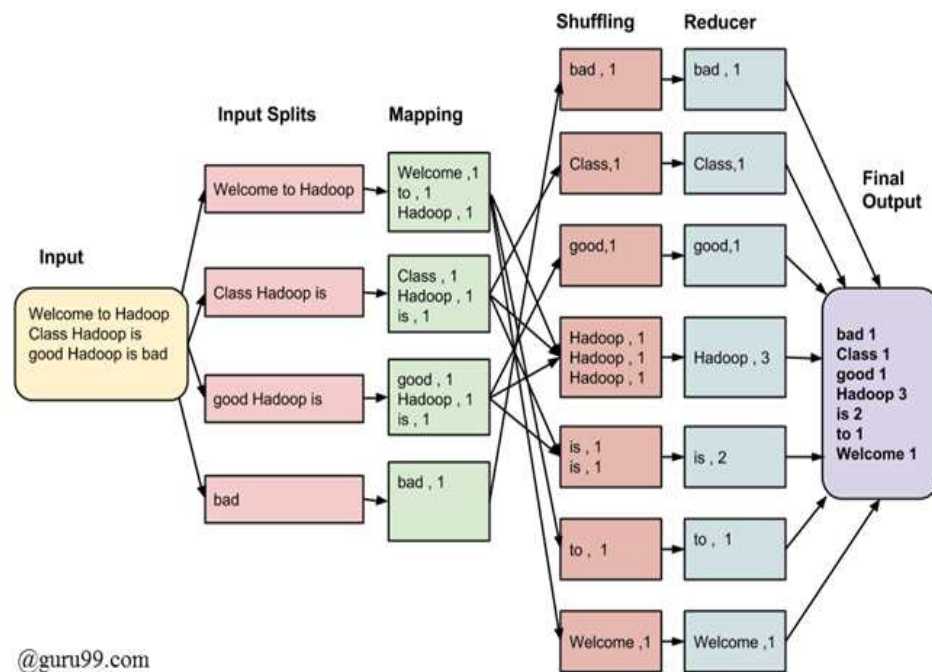 Shuffling
Reducer
Input Splits
Mapping
Final
Output
Input
Welcome to Hadoop
Class Hadoop is
good Hadoop is bad
Welcome to Hadoop
Class Hadoop is
good Hadoop is
bad
Welcome ,1
to , 1
Hadoop , 1
Class , 1
Hadoop , 1
is , 1
good , 1
Hadoop , 1
is , 1
bad , 1
bad , 1
Class,1
good,1
Hadoop , 1
Hadoop , 1
Hadoop , 1
is , 1
is , 1
to , 1
Welcome ,1
bad , 1
Class,1
good,1
Hadoop , 3
is , 2
to , 1
Welcome ,1
bad 1
Class 1
good 1
Hadoop 3
is 2
to 1
Welcome 1
@guru99.com